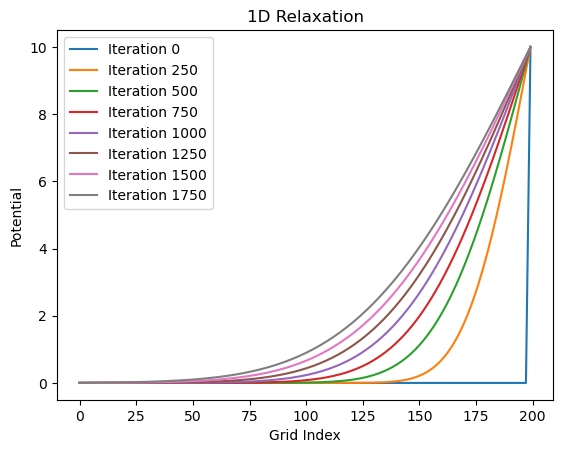 1D Relaxation
Iteration 0
Iteration 250
Iteration 500
Iteration 750
Iteration 1000
Iteration 1250
Iteration 1500
Iteration 1750
Potential
10
8
6
4
2
0
0 25 50 75 100 125 150 175 200
Grid Index